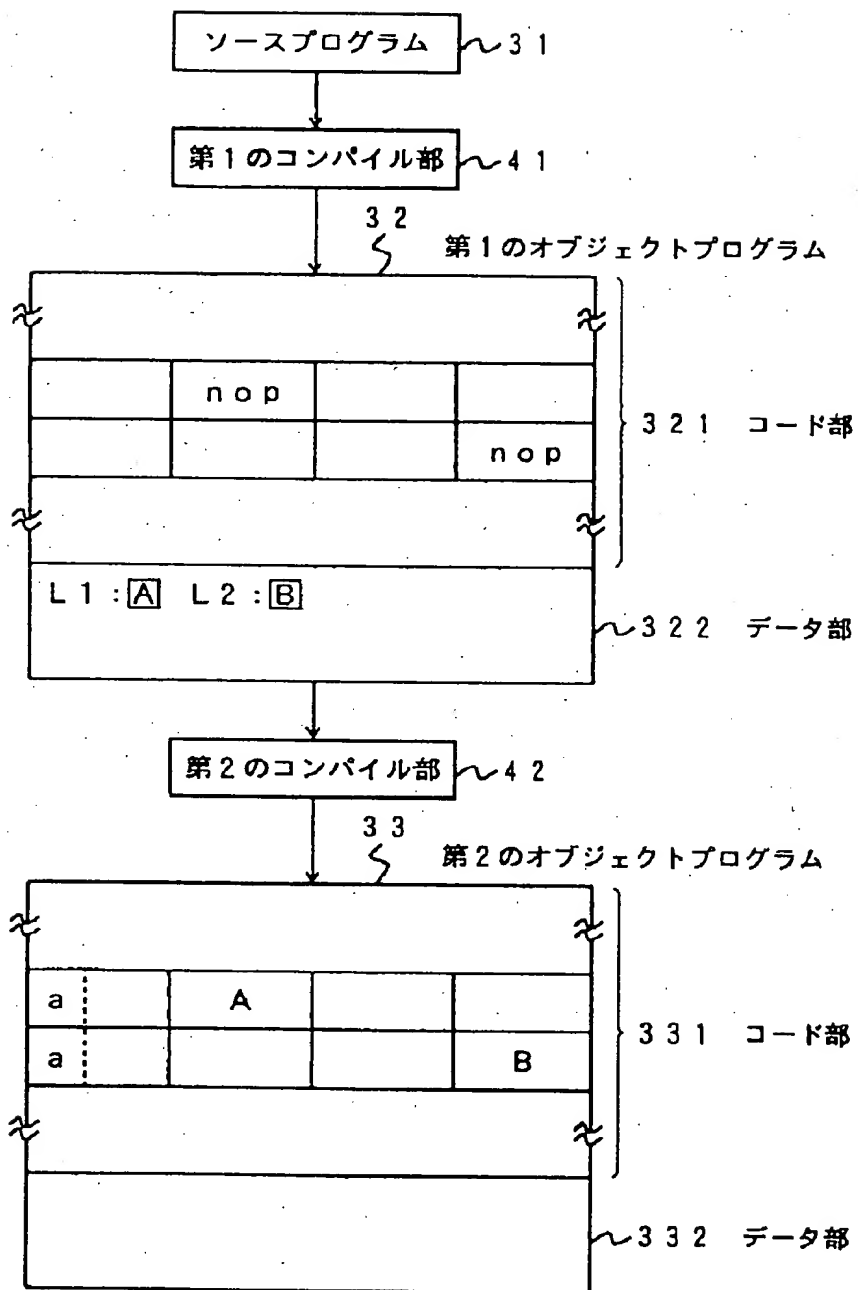 ソースプログラム 31
第1のコンパイル部 41
32 第1のオブジェクトプログラム
nop
321 コード部
nop
L1:A L2:B
322 データ部
第2のコンパイル部 42
33 第2のオブジェクトプログラム
a A
331 コード部
a B
332 データ部